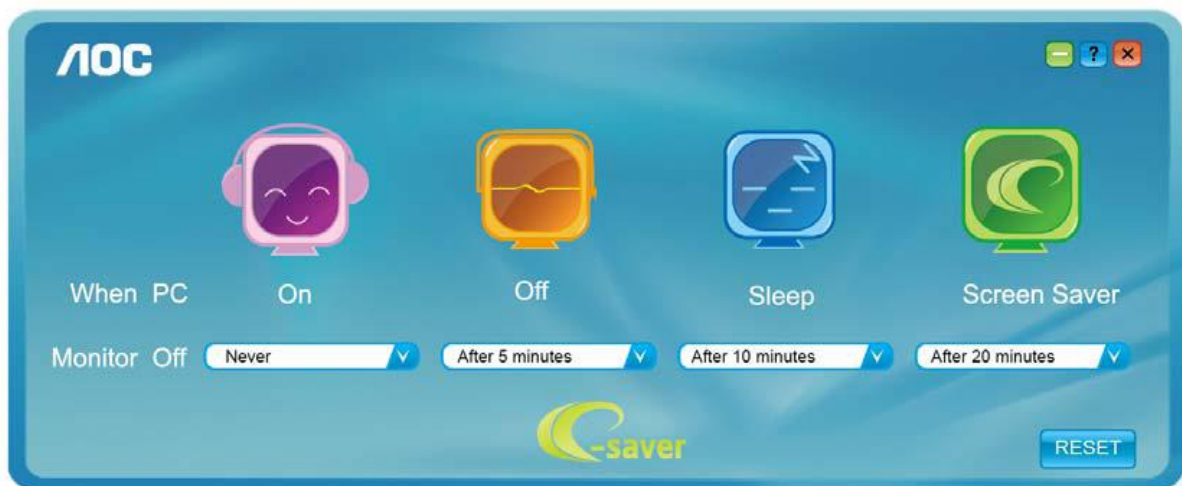 AOC
?
When PC On Off Sleep Screen Saver
Monitor Off Never After 5 minutes After 10 minutes After 20 minutes
e-saver
RESET